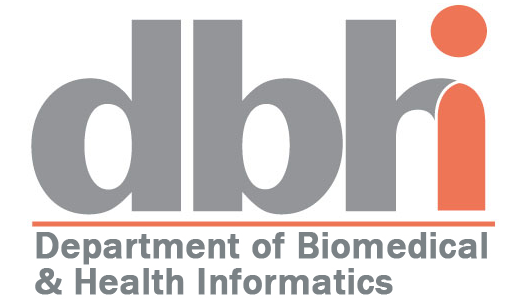 dbhi
Department of Biomedical
& Health Informatics